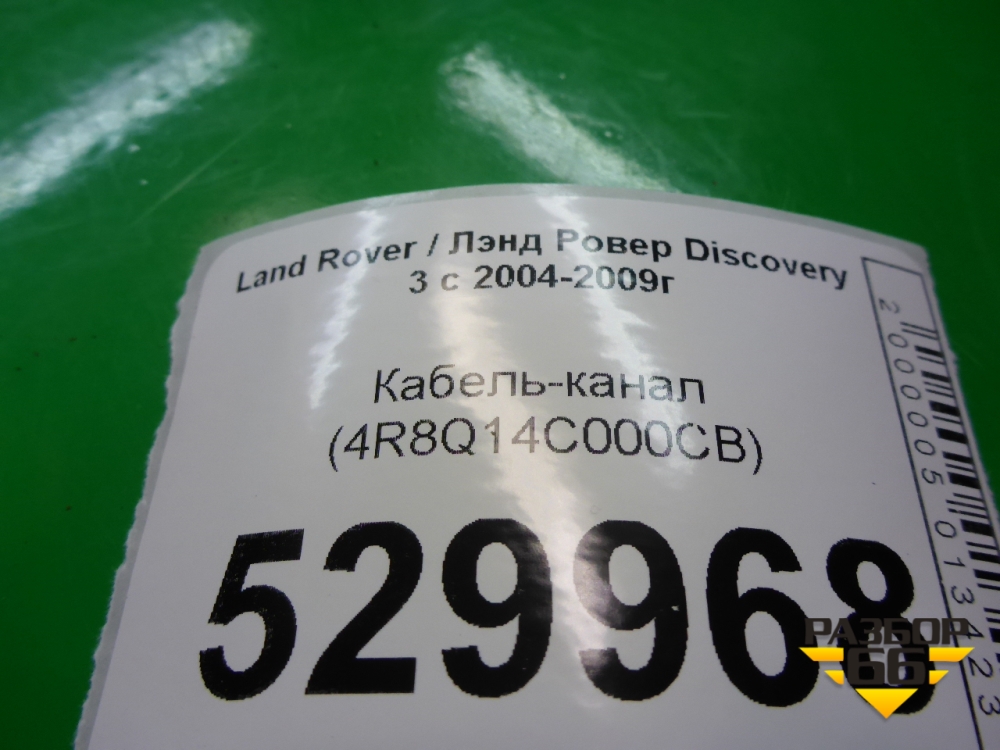 Land Rover / Лэнд Ровер Discovery
3 с 2004-2009г
Кабель-канал
(4R8Q14C000CB)
529968
2000005013423
РАЗБОР
66